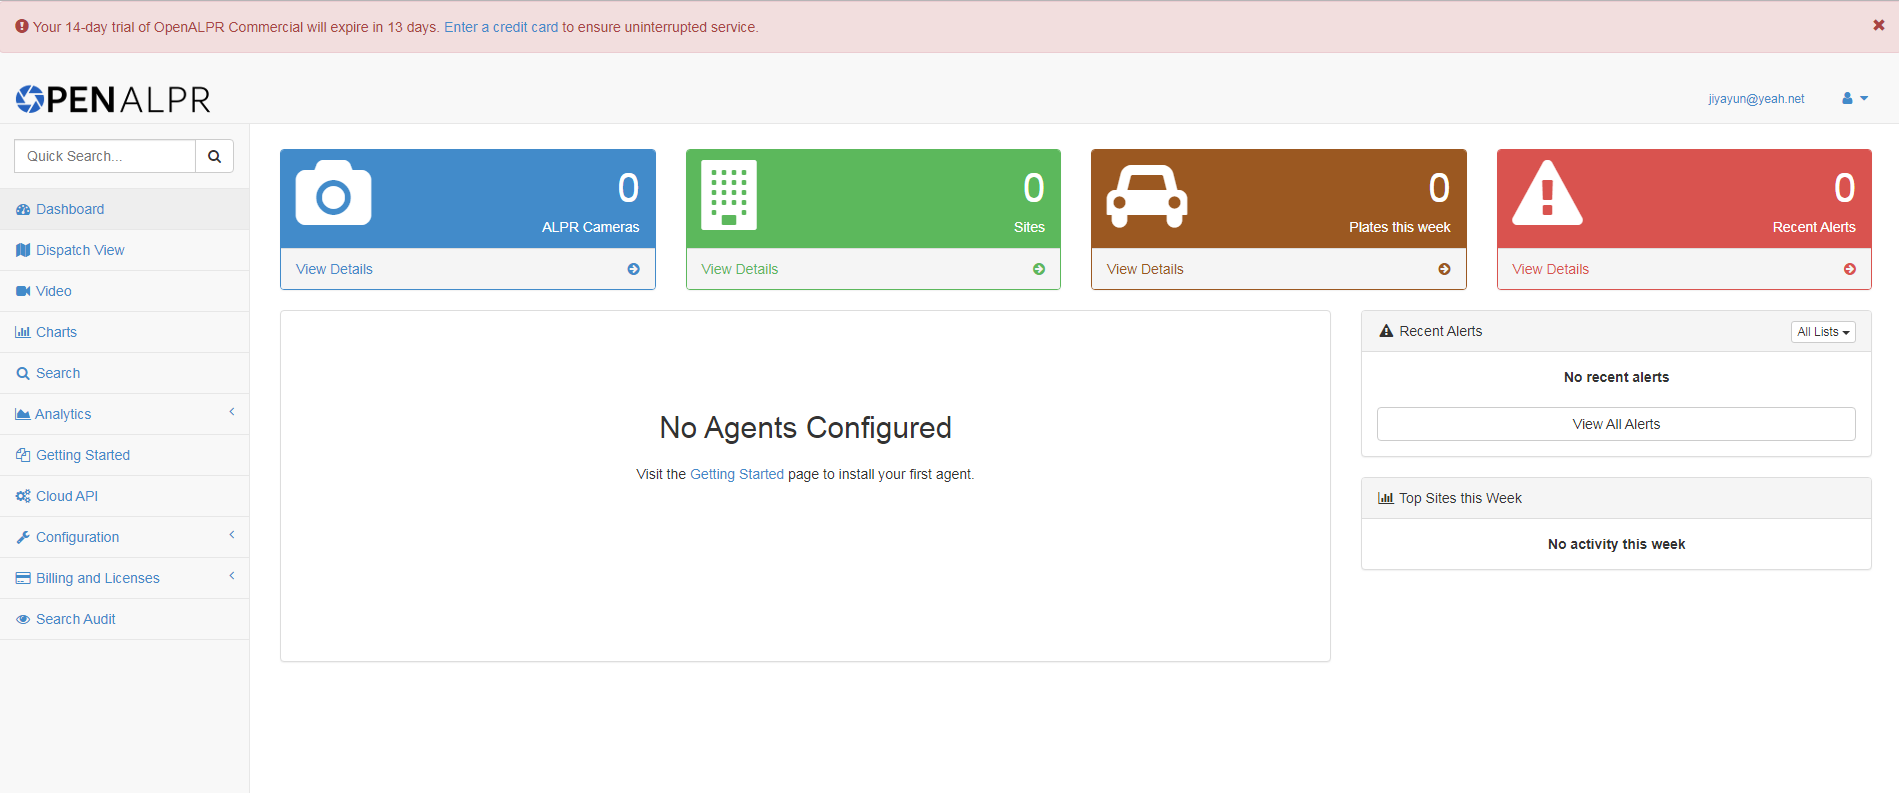 Your 14-day trial of OpenALPR Commercial will expire in 13 days. Enter a credit card to ensure uninterrupted service.
OPENALPR
jiyayun@yeah.net
Quick Search...
Dashboard
Dispatch View
Video
Charts
Search
Analytics
Getting Started
Cloud API
Configuration
Billing and Licenses
Search Audit
0
ALPR Cameras
View Details
0
Sites
View Details
0
Plates this week
View Details
0
Recent Alerts
View Details
No Agents Configured
Visit the Getting Started page to install your first agent.
Recent Alerts
All Lists
No recent alerts
View All Alerts
Top Sites this Week
No activity this week